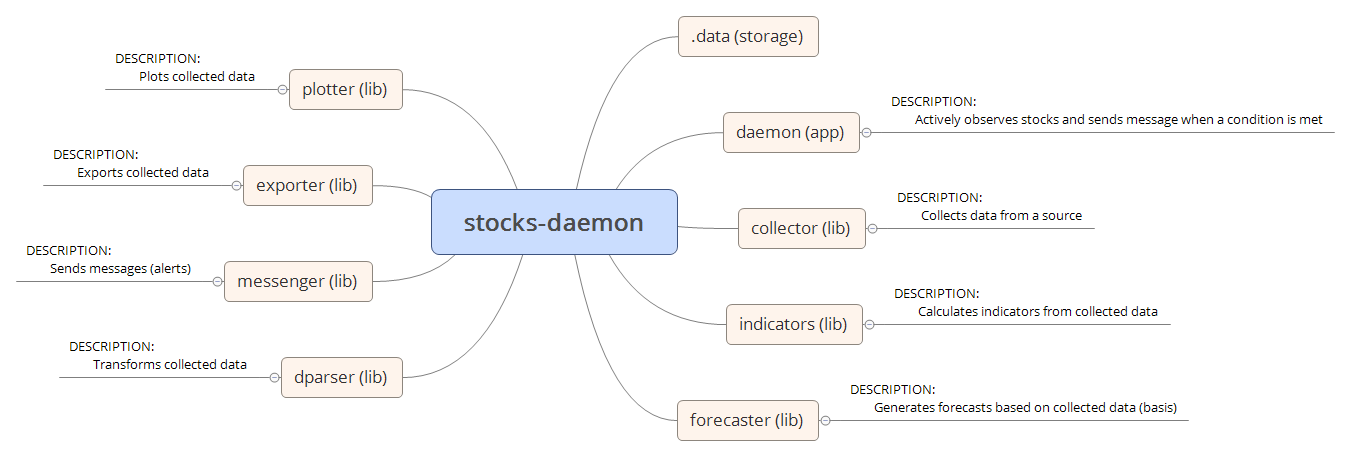 .data (storage)
DESCRIPTION:
Plots collected data
plotter (lib)
daemon (app)
DESCRIPTION:
Actively observes stocks and sends message when a condition is met
DESCRIPTION:
Exports collected data
exporter (lib)
stocks-daemon
collector (lib)
DESCRIPTION:
Collects data from a source
DESCRIPTION:
Sends messages (alerts)
messenger (lib)
indicators (lib)
DESCRIPTION:
Calculates indicators from collected data
DESCRIPTION:
Transforms collected data
dparser (lib)
forecaster (lib)
DESCRIPTION:
Generates forecasts based on collected data (basis)